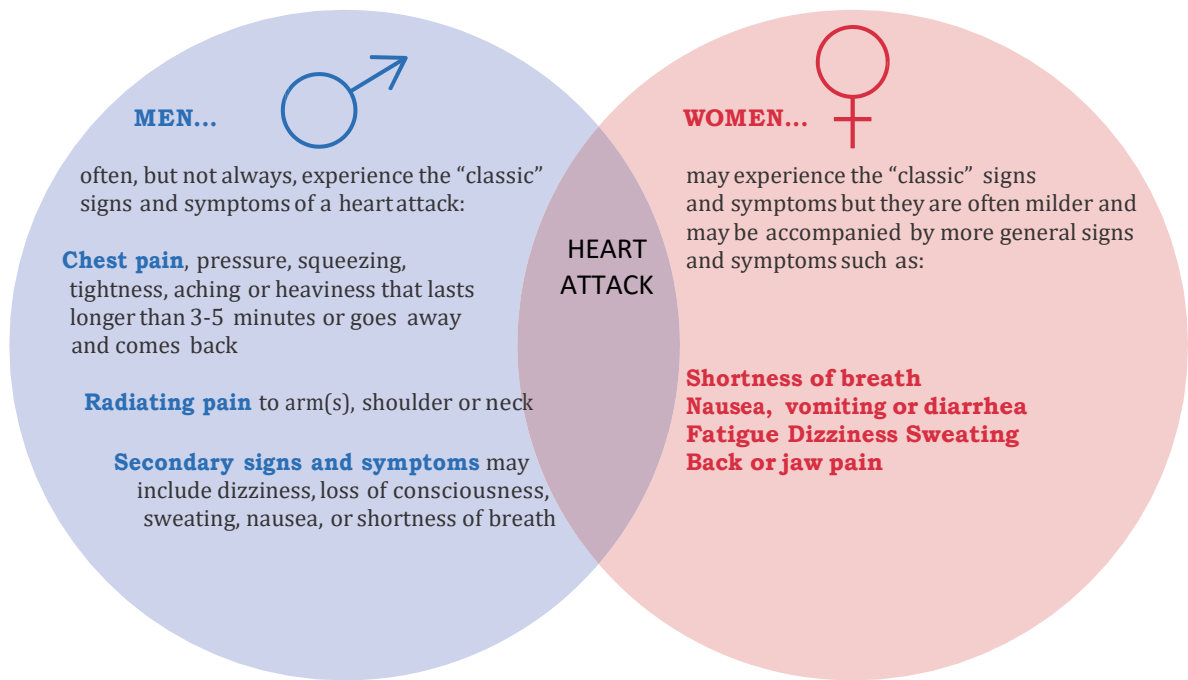 MEN...
often, but not always, experience the “classic”
signs and symptoms of a heart attack:
Chest pain, pressure, squeezing,
tightness, aching or heaviness that lasts
longer than 3-5 minutes or goes away
and comes back
Radiating pain to arm(s), shoulder or neck
Secondary signs and symptoms may
include dizziness, loss of consciousness,
sweating, nausea, or shortness of breath
HEART
ATTACK
WOMEN...
may experience the “classic” signs
and symptoms but they are often milder and
may be accompanied by more general signs
and symptoms such as:
Shortness of breath
Nausea, vomiting or diarrhea
Fatigue Dizziness Sweating
Back or jaw pain